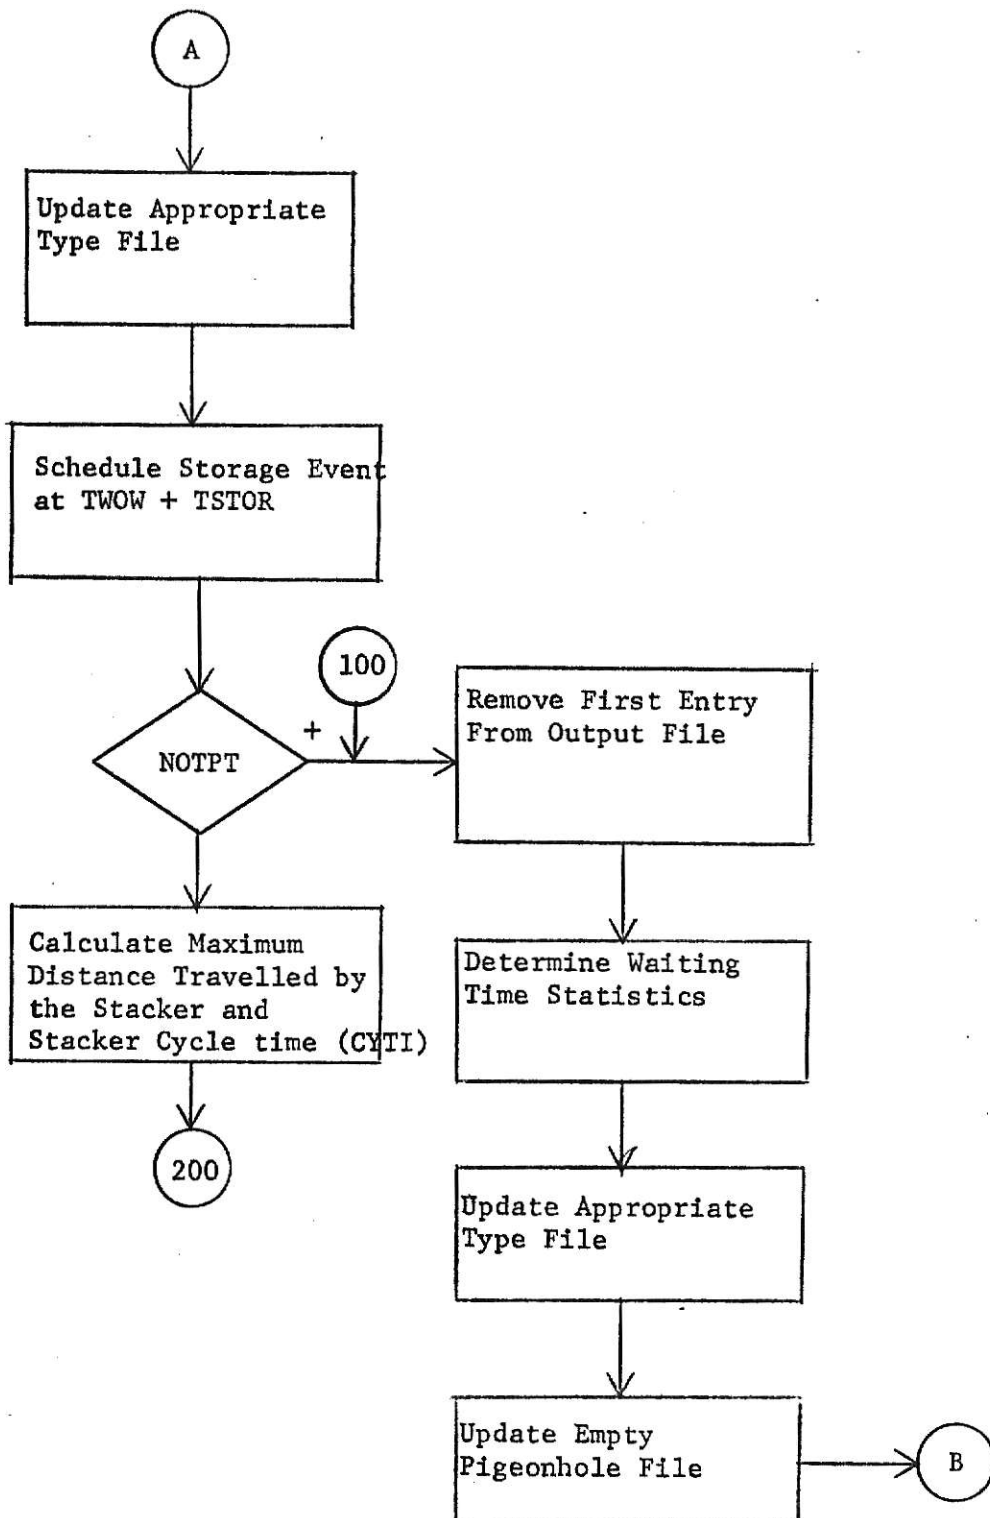 A
Update Appropriate
Type File
Schedule Storage Event
at TWOW + TSTOR
100
NOTPT
+
Remove First Entry
From Output File
Calculate Maximum
Distance Travelled by
the Stacker and
Stacker Cycle time (CYTI)
200
Determine Waiting
Time Statistics
Update Appropriate
Type File
Update Empty
Pigeonhole File
B